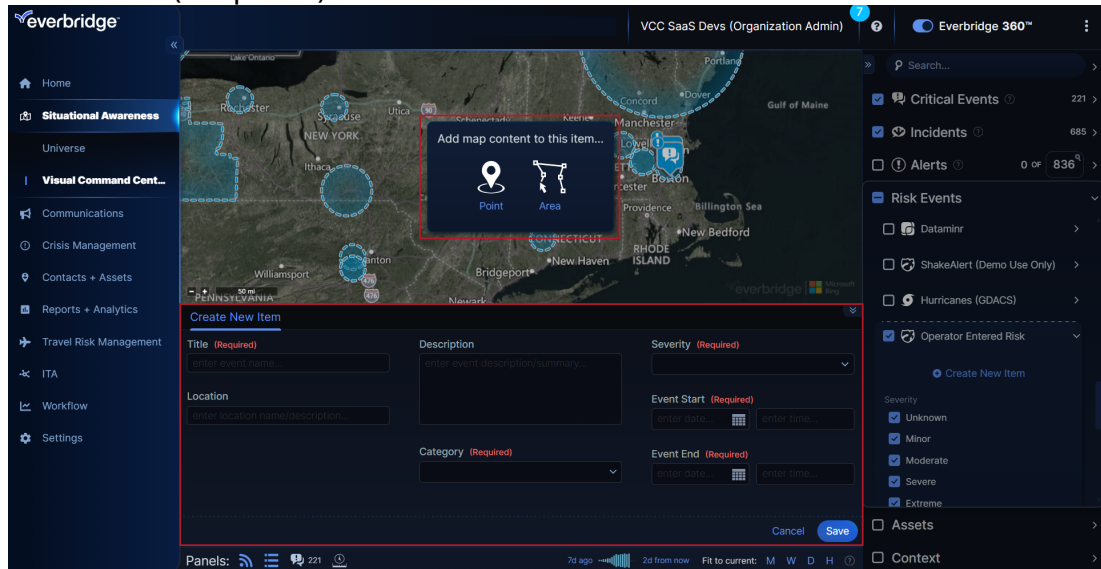 everbridge™
VCC SaaS Devs (Organization Admin)
7
Everbridge 360™
Home
Situational Awareness
Universe
Visual Command Cent...
Communications
Crisis Management
Contacts + Assets
Reports + Analytics
Travel Risk Management
ITA
Workflow
Settings
Lake Ontario
Rochester
Syracuse
Utica
90
Schenectady
Keene
Concord
Dover
Portland
Manchester
Gulf of Maine
NEW YORK
Lowell
Ithaca
Boston
Providence
Billington Sea
CONNECTICUT
New Bedford
RHODE
ISLAND
New Haven
Williamsport
Bridgeport
476
476
50 mi
PENNSYLVANIA
Newark
everbridge
Microsoft
Bing
Add map content to this item...
Point
Area
Create New Item
Title (Required)
enter event name...
Location
enter location name/description...
Description
enter event description/summary...
Category (Required)
Severity (Required)
Event Start (Required)
enter date...
enter time...
Event End (Required)
enter date...
enter time...
Cancel
Save
Panels:
221
7d ago
2d from now
Fit to current: M W D H
Search...
Critical Events 221
Incidents 685
Alerts 0 OF 836
Risk Events
Dataminr
ShakeAlert (Demo Use Only)
Hurricanes (GDACS)
Operator Entered Risk
Create New Item
Severity
Unknown
Minor
Moderate
Severe
Extreme
Assets
Context